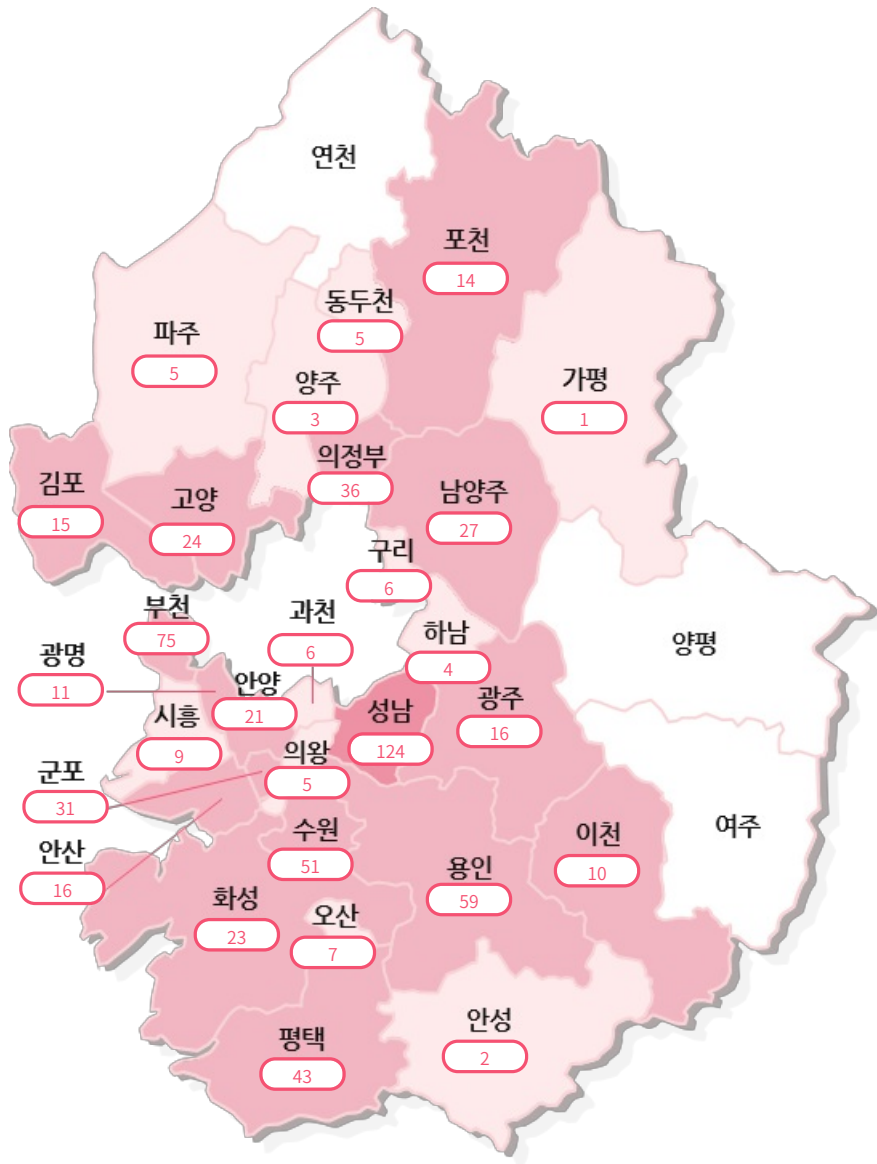 연천
포천
14
동두천
5
파주
5
양주
3
가평
1
의정부
36
김포
15
고양
24
남양주
27
구리
6
부천
75
과천
6
하남
4
양평
광명
11
안양
21
시흥
9
성남
124
광주
16
의왕
5
군포
31
수원
51
이천
10
여주
안산
16
화성
23
용인
59
오산
7
안성
2
평택
43